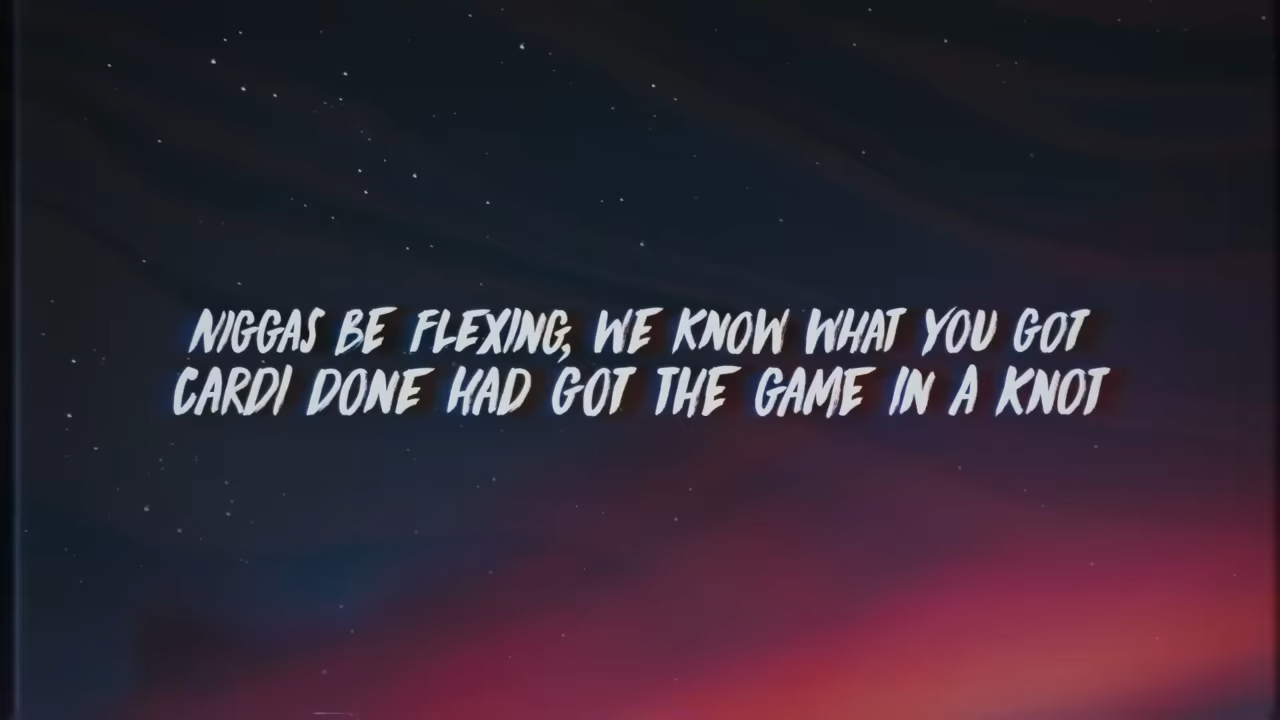 NIGGAS BE FLEXING, WE KNOW WHAT YOU GOT
CARDI DONE HAD GOT THE GAME IN A KNOT